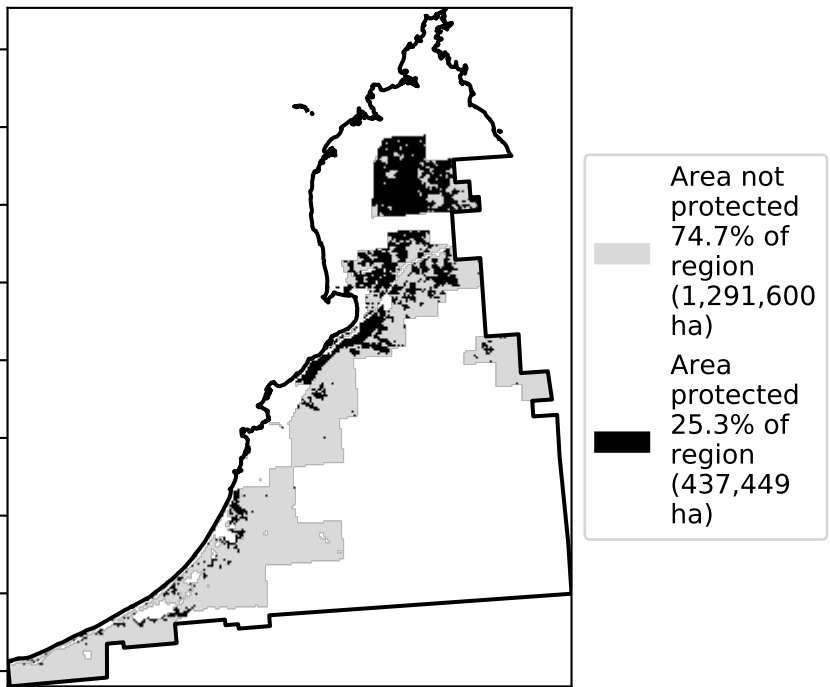 Area not
protected
74.7% of
region
(1,291,600
ha)
Area
protected
25.3% of
region
(437,449
ha)